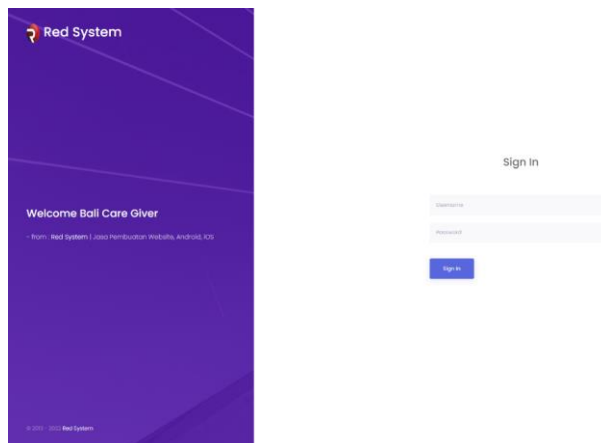 Red System
Welcome Bali Care Giver
- from : Red System | Jasa Pembuatan Website, Android, iOS
© 2013 - 2022 Red System
Sign In
Username
Password
Sign In